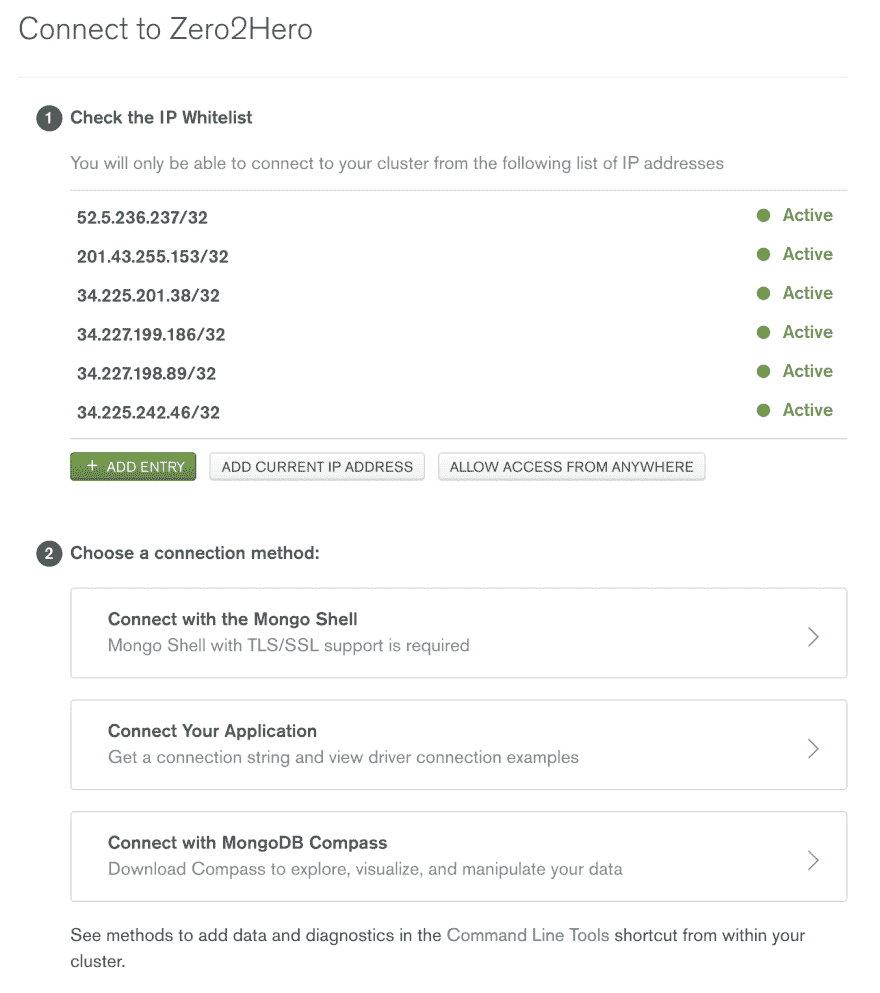 Connect to Zero2Hero
1 Check the IP Whitelist
You will only be able to connect to your cluster from the following list of IP addresses
52.5.236.237/32 Active
201.43.255.153/32 Active
34.225.201.38/32 Active
34.227.199.186/32 Active
34.227.198.89/32 Active
34.225.242.46/32 Active
+ ADD ENTRY ADD CURRENT IP ADDRESS ALLOW ACCESS FROM ANYWHERE
2 Choose a connection method:
Connect with the Mongo Shell
Mongo Shell with TLS/SSL support is required
Connect Your Application
Get a connection string and view driver connection examples
Connect with MongoDB Compass
Download Compass to explore, visualize, and manipulate your data
See methods to add data and diagnostics in the Command Line Tools shortcut from within your
cluster.